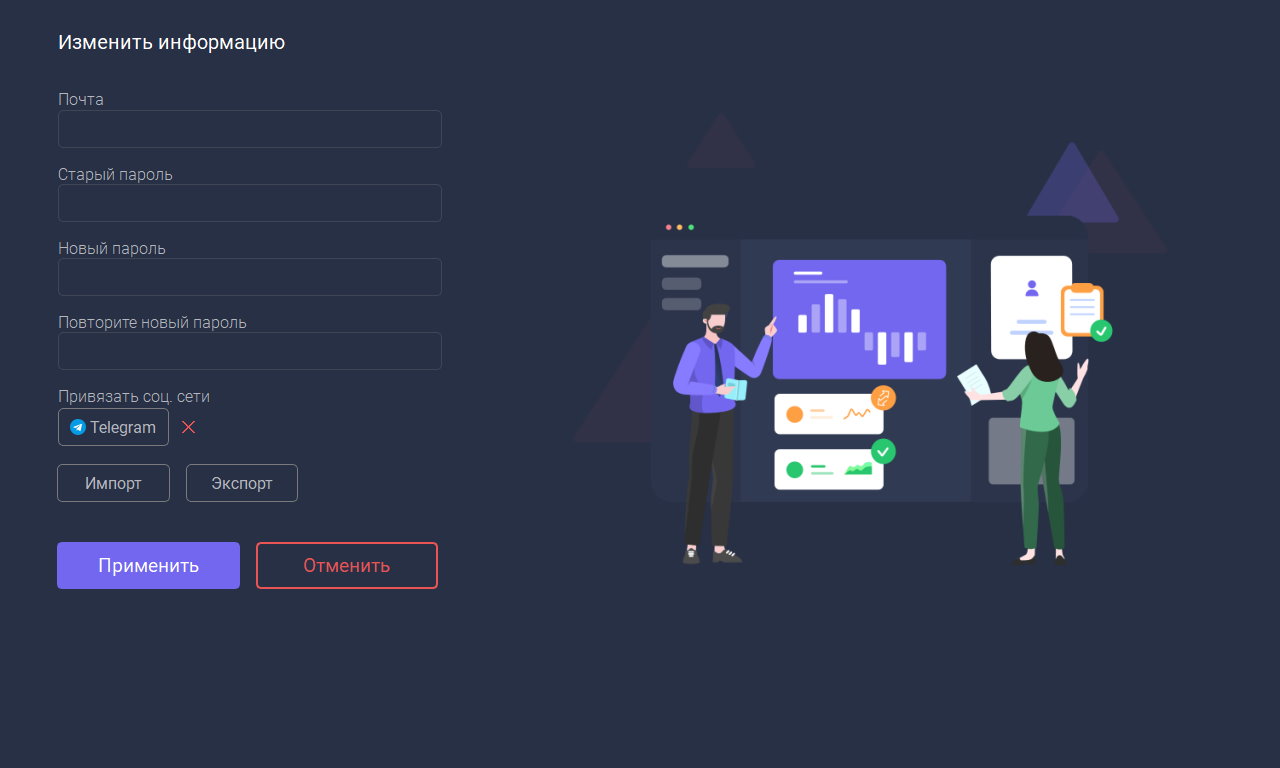 Изменить информацию
Почта
Старый пароль
Новый пароль
Повторите новый пароль
Привязать соц. сети
Telegram
Импорт Экспорт
Применить Отменить